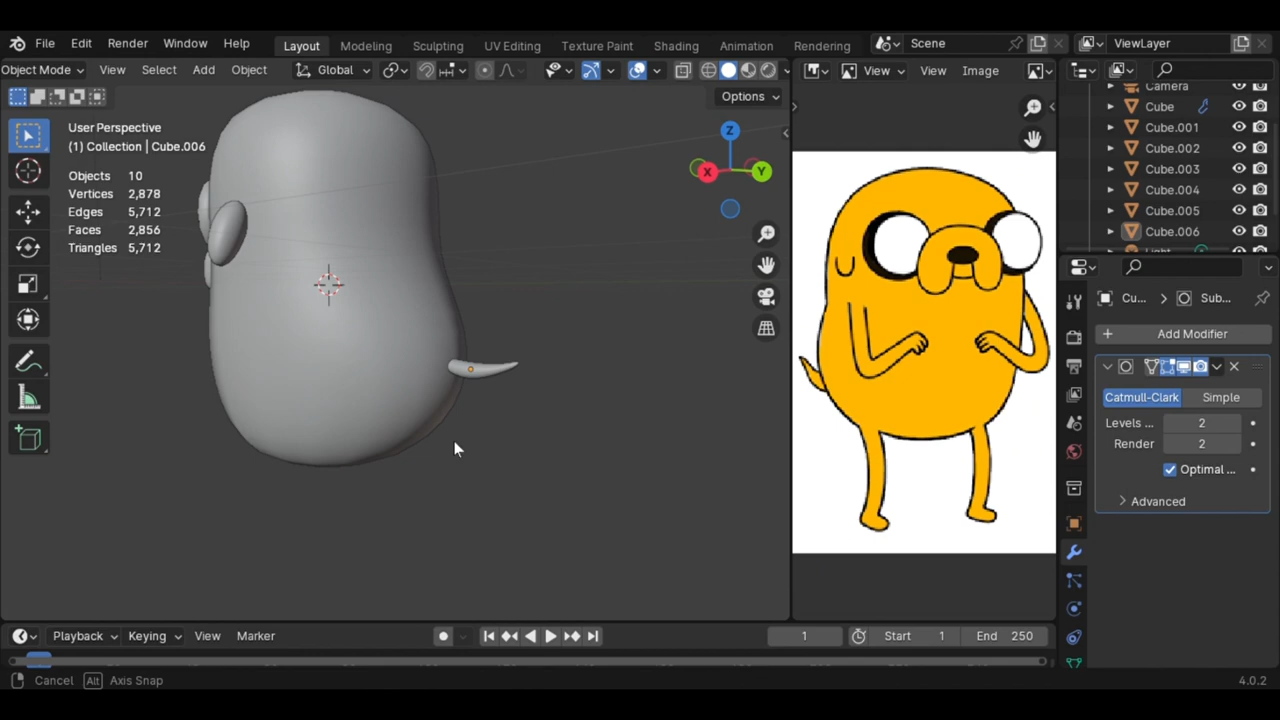 File Edit Render Window Help Layout Modeling Sculpting UV Editing Texture Paint Shading Animation Rendering Scene ViewLayer
Object Mode View Select Add Object Global View View Image
Options
User Perspective
(1) Collection | Cube.006
Objects 10
Vertices 2,878
Edges 5,712
Faces 2,856
Triangles 5,712
X Y Z
Camera
Cube
Cube.001
Cube.002
Cube.003
Cube.004
Cube.005
Cube.006
Light
Cu... Sub...
Add Modifier
Catmull-Clark Simple
Levels ... 2
Render 2
Optimal ...
Advanced
Playback Keying View Marker 1 Start 1 End 250
Cancel Alt Axis Snap 4.0.2